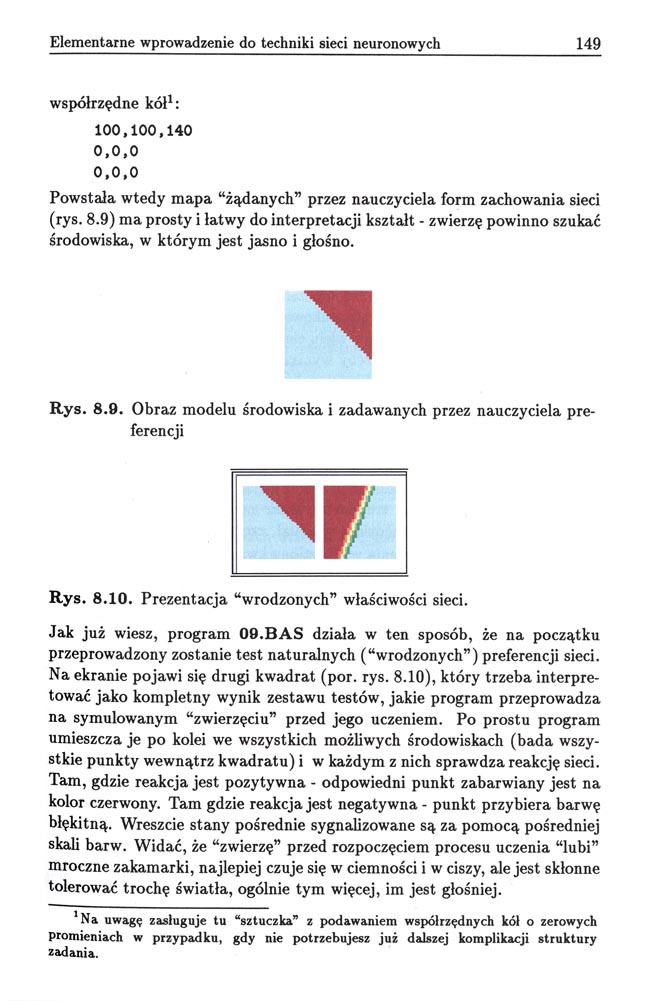 Elementarne wprowadzenie do techniki sieci neuronowych 149
współrzędne kół¹:
100,100,140
0,0,0
0,0,0
Powstała wtedy mapa “żądanych” przez nauczyciela form zachowania sieci
(rys. 8.9) ma prosty i łatwy do interpretacji kształt - zwierzę powinno szukać
środowiska, w którym jest jasno i głośno.
Rys. 8.9. Obraz modelu środowiska i zadawanych przez nauczyciela pre-
ferencji
Rys. 8.10. Prezentacja “wrodzonych” właściwości sieci.
Jak już wiesz, program 09.BAS działa w ten sposób, że na początku
przeprowadzony zostanie test naturalnych (“wrodzonych”) preferencji sieci.
Na ekranie pojawi się drugi kwadrat (por. rys. 8.10), który trzeba interpre-
tować jako kompletny wynik zestawu testów, jakie program przeprowadza
na symulowanym “zwierzęciu” przed jego uczeniem. Po prostu program
umieszcza je po kolei we wszystkich możliwych środowiskach (bada wszy-
stkie punkty wewnątrz kwadratu) i w każdym z nich sprawdza reakcję sieci.
Tam, gdzie reakcja jest pozytywna - odpowiedni punkt zabarwiany jest na
kolor czerwony. Tam gdzie reakcja jest negatywna - punkt przybiera barwę
błękitną. Wreszcie stany pośrednie sygnalizowane są za pomocą pośredniej
skali barw. Widać, że “zwierzę” przed rozpoczęciem procesu uczenia “lubi”
mroczne zakamarki, najlepiej czuje się w ciemności i w ciszy, ale jest skłonne
tolerować trochę światła, ogólnie tym więcej, im jest głośniej.
¹Na uwagę zasługuje tu “sztuczka” z podawaniem współrzędnych kół o zerowych
promieniach w przypadku, gdy nie potrzebujesz już dalszej komplikacji struktury
zadania.